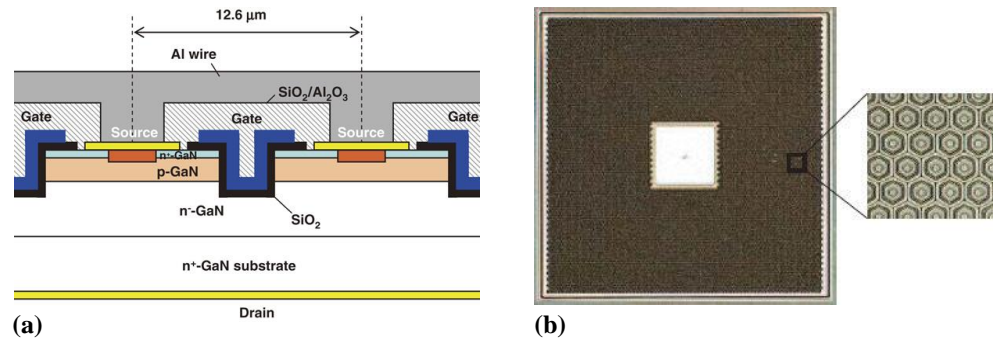 12.6 μm
Al wire
SiO₂/Al₂O₃
Gate
Source
Gate
Source
Gate
n⁺-GaN
p-GaN
n⁻-GaN
SiO₂
n⁺-GaN substrate
Drain
(a)
(b)